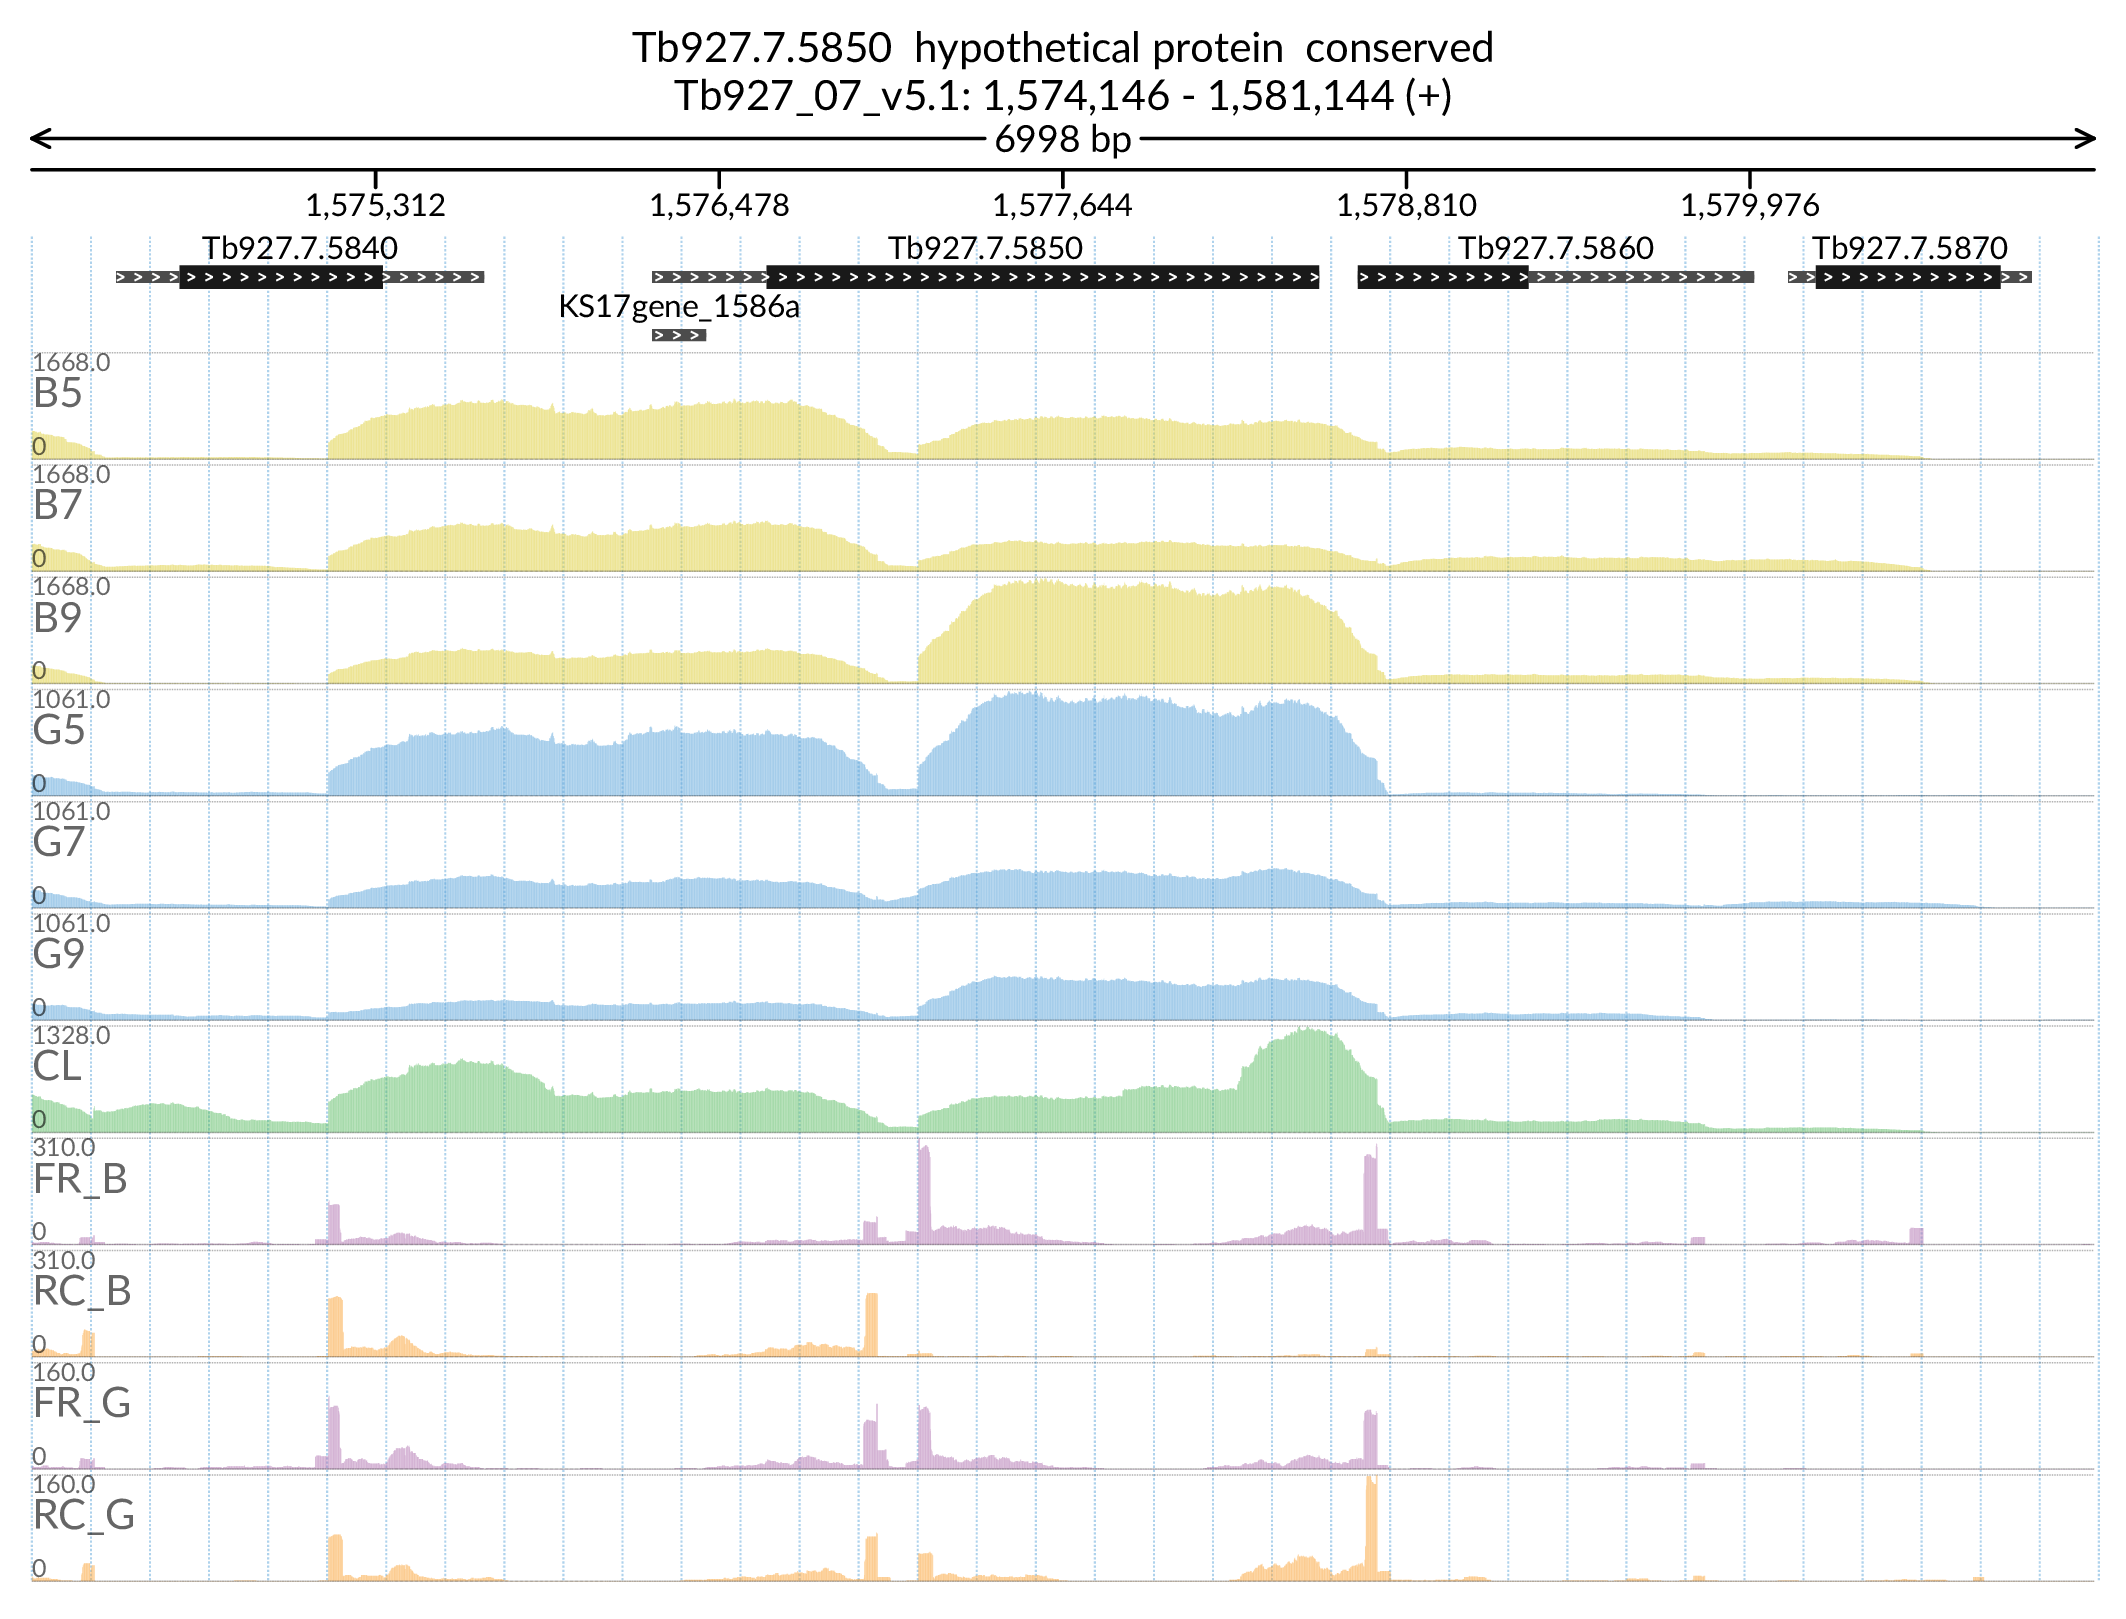 Tb927.7.5850 hypothetical protein conserved
Tb927_07_v5.1: 1,574,146 - 1,581,144 (+)
6998 bp
1,575,312 1,576,478 1,577,644 1,578,810 1,579,976
Tb927.7.5840 Tb927.7.5850 Tb927.7.5860 Tb927.7.5870
KS17gene_1586a
1668.0
B5
0
1668.0
B7
0
1668.0
B9
0
1061.0
G5
0
1061.0
G7
0
1061.0
G9
0
1328.0
CL
0
310.0
FR_B
0
310.0
RC_B
0
160.0
FR_G
0
160.0
RC_G
0